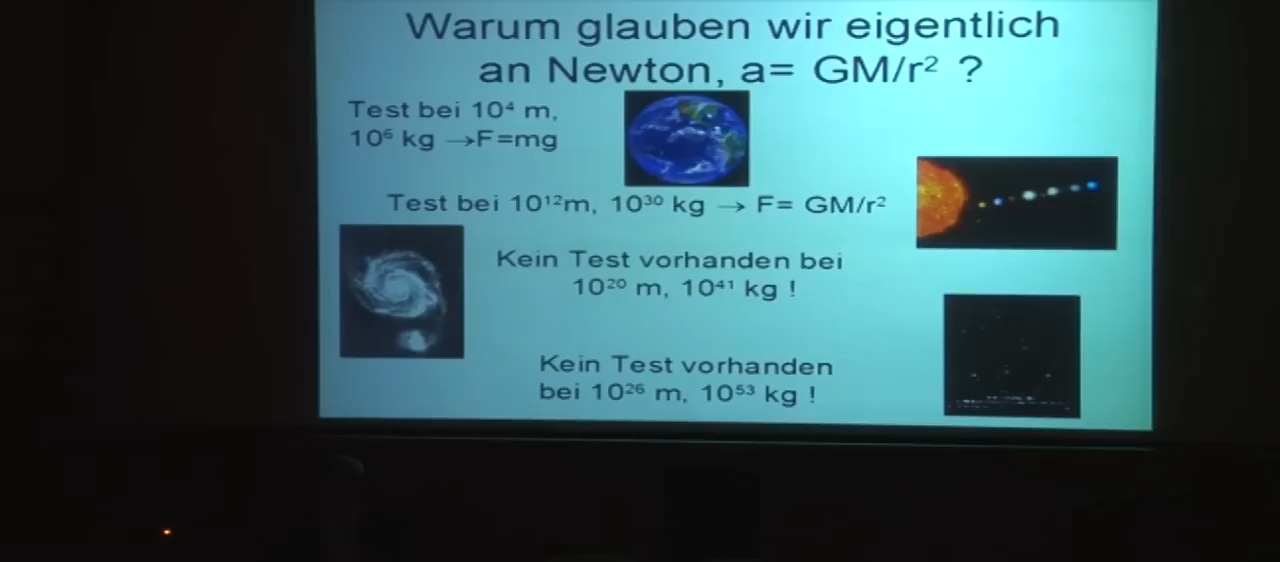 Warum glauben wir eigentlich
an Newton, a= GM/r² ?
Test bei 10⁴ m,
10⁶ kg →F=mg
Test bei 10¹²m, 10³⁰ kg → F= GM/r²
Kein Test vorhanden bei
10²⁰ m, 10⁴¹ kg !
Kein Test vorhanden
bei 10²⁶ m, 10⁵³ kg !